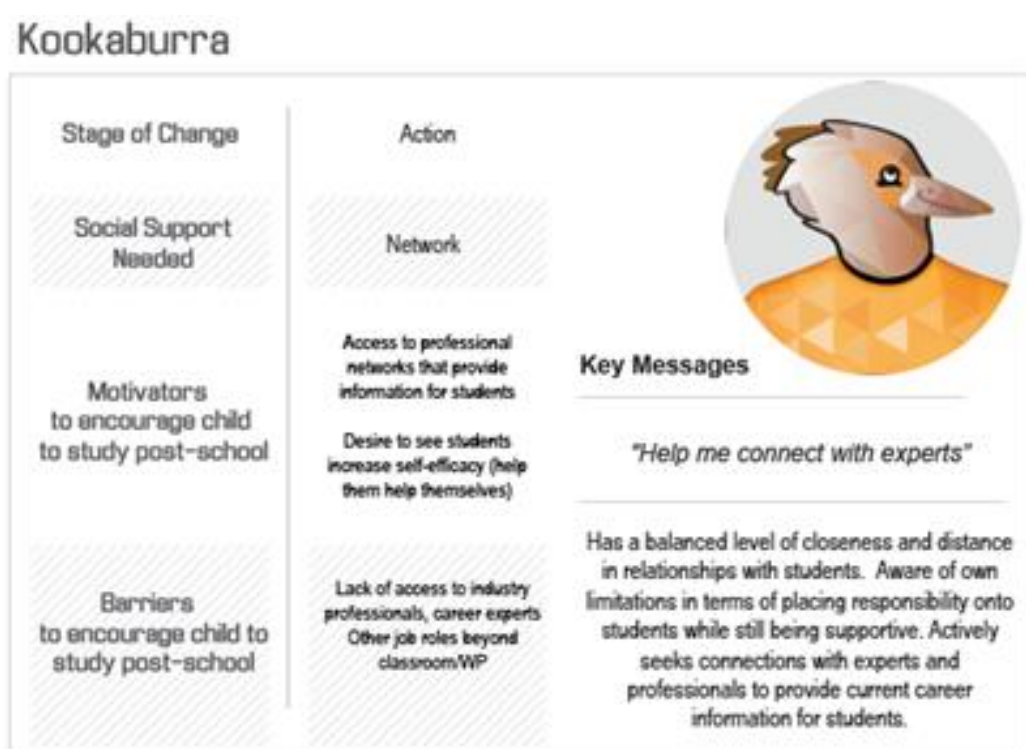 Kookaburra
Stage of Change
Action
Social Support
Needed
Network
Motivators
to encourage child
to study post-school
Access to professional
networks that provide
information for students
Desire to see students
increase self-efficacy (help
them help themselves)
Barriers
to encourage child to
study post-school
Lack of access to industry
professionals, career experts
Other job roles beyond
classroom/WP
Key Messages
"Help me connect with experts"
Has a balanced level of closeness and distance
in relationships with students. Aware of own
limitations in terms of placing responsibility onto
students while still being supportive. Actively
seeks connections with experts and
professionals to provide current career
information for students.